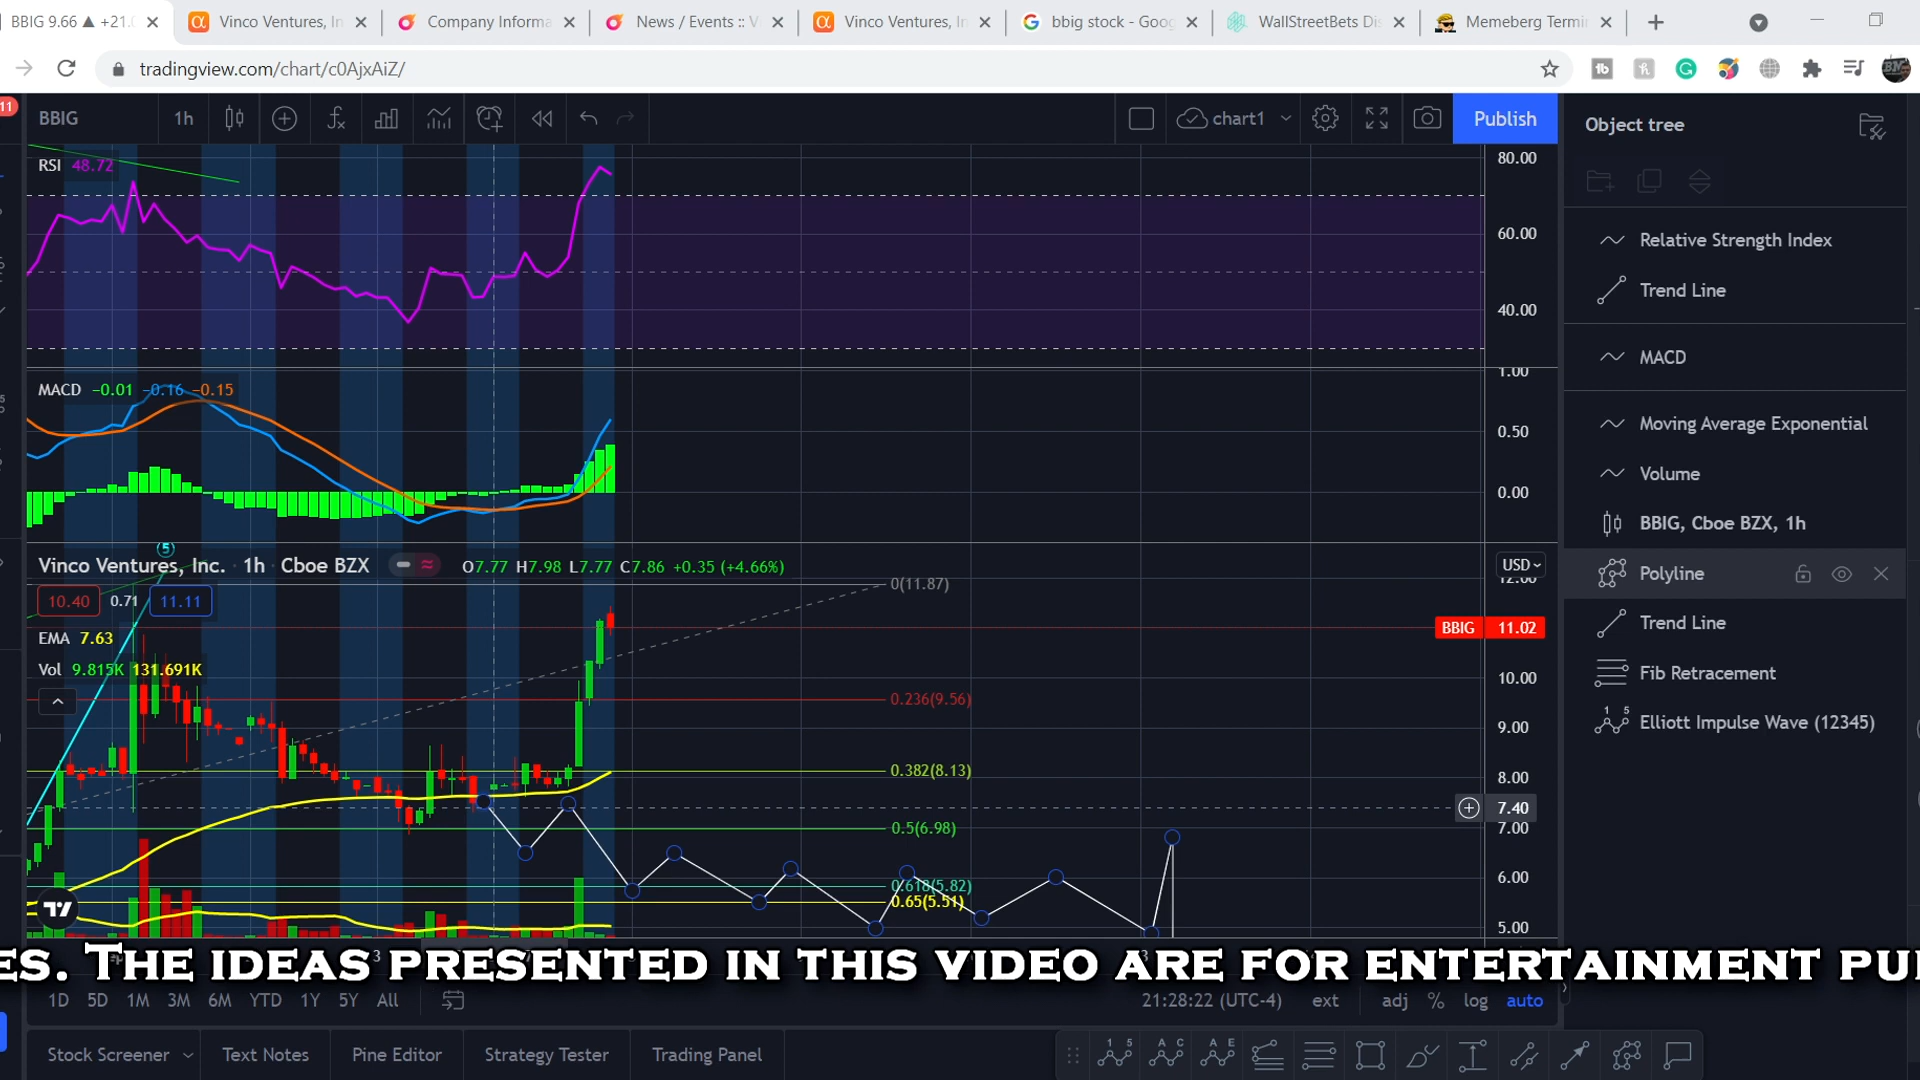 BBIG 9.66 ▲ +21.
Vinco Ventures, In
Company Informa
News / Events :: V
Vinco Ventures, In
bbig stock - Goog
WallStreetBets Dis
Memeberg Termi
tradingview.com/chart/c0AjxAiZ/
11
BBIG
1h
chart1
Publish
Object tree
RSI 48.72
80.00
60.00
40.00
MACD −0.01 −0.16 −0.15
1.00
0.50
0.00
Relative Strength Index
Trend Line
MACD
Moving Average Exponential
Volume
BBIG, Cboe BZX, 1h
Polyline
Trend Line
Fib Retracement
Elliott Impulse Wave (12345)
5
Vinco Ventures, Inc. · 1h · Cboe BZX
O7.77 H7.98 L7.77 C7.86 +0.35 (+4.66%)
USD
12.00
0(11.87)
10.40 0.71 11.11
BBIG 11.02
EMA 7.63
Vol 9.815K 131.691K
10.00
0.236(9.56)
9.00
0.382(8.13)
8.00
7.40
0.5(6.98)
7.00
0.618(5.82)
6.00
0.65(5.51)
5.00
ES. THE IDEAS PRESENTED IN THIS VIDEO ARE FOR ENTERTAINMENT PU
1D 5D 1M 3M 6M YTD 1Y 5Y All
21:28:22 (UTC-4) ext adj % log auto
Stock Screener
Text Notes
Pine Editor
Strategy Tester
Trading Panel